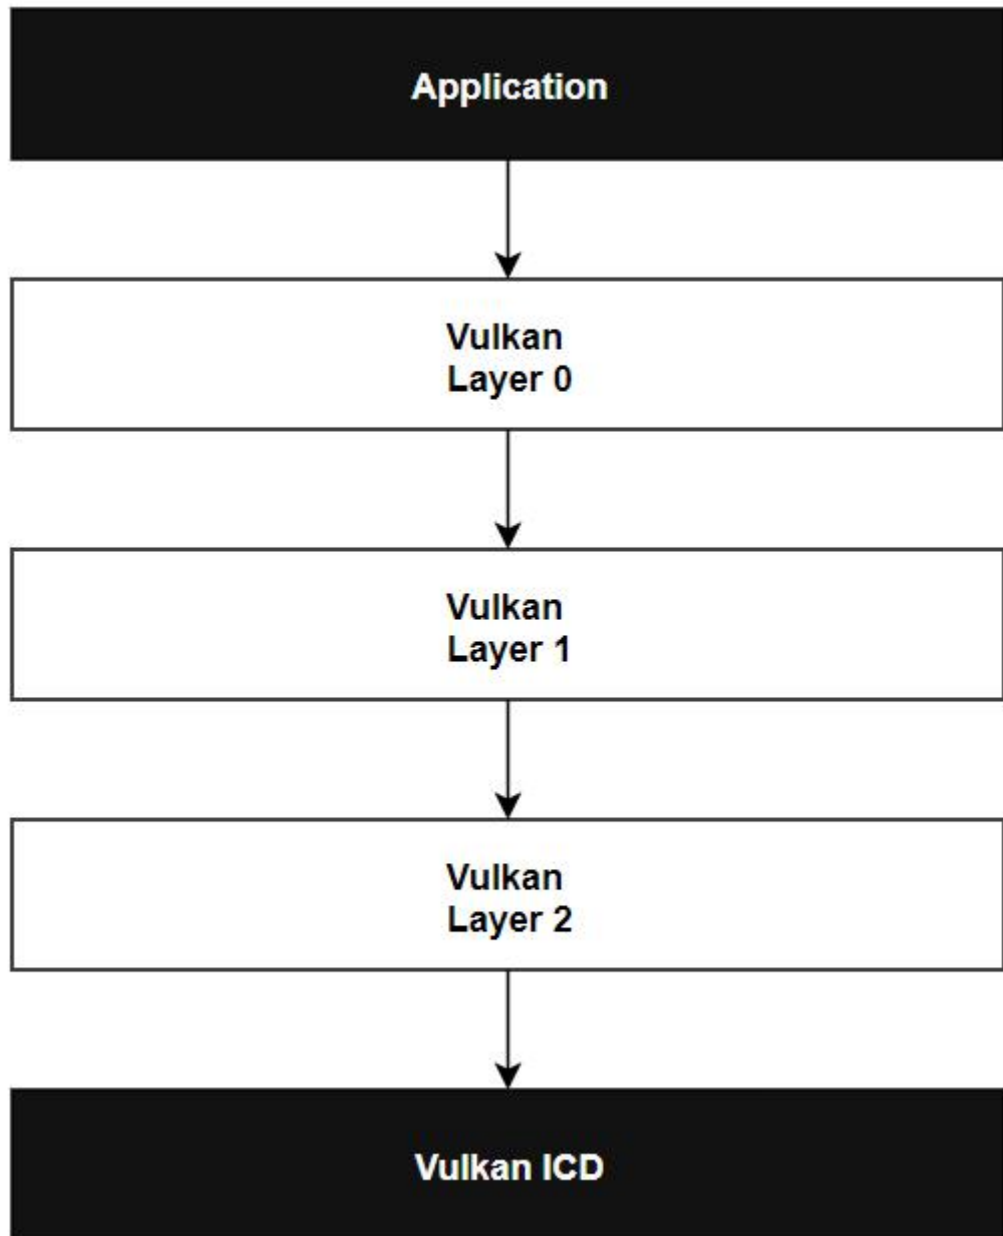 Application
Vulkan
Layer 0
Vulkan
Layer 1
Vulkan
Layer 2
Vulkan ICD